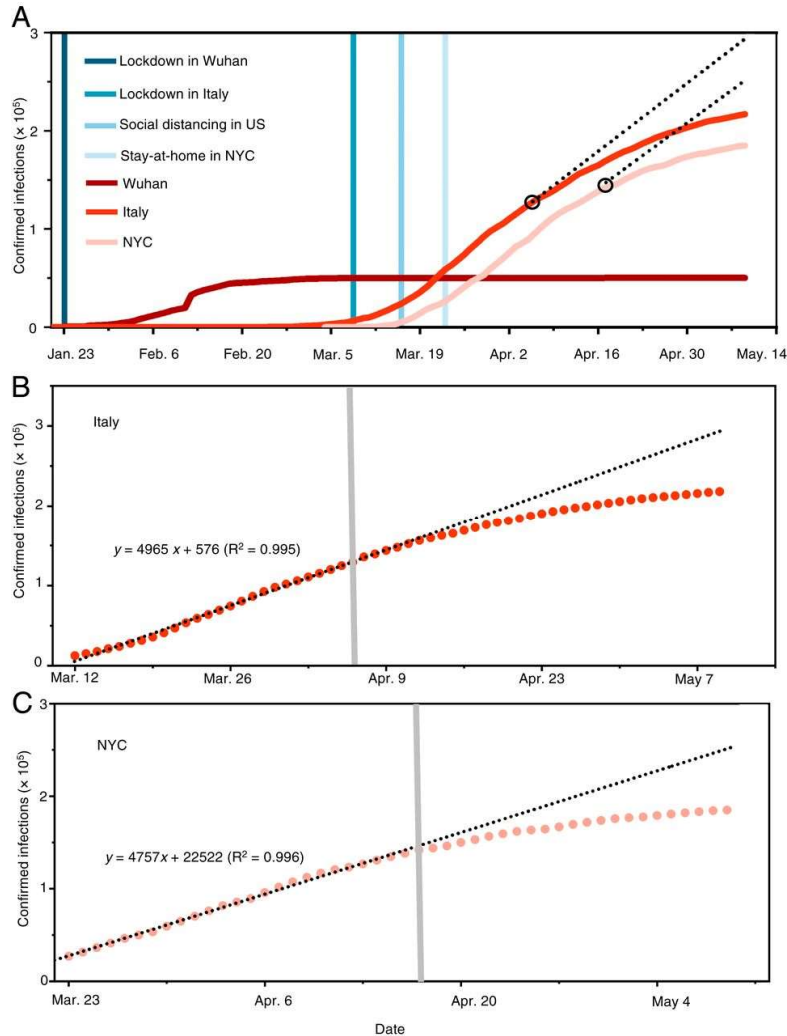 A
Confirmed infections (× 10⁵)
3
2
1
0
Lockdown in Wuhan
Lockdown in Italy
Social distancing in US
Stay-at-home in NYC
Wuhan
Italy
NYC
Jan. 23 Feb. 6 Feb. 20 Mar. 5 Mar. 19 Apr. 2 Apr. 16 Apr. 30 May. 14
B
Confirmed infections (× 10⁵)
3
2
1
0
Italy
y = 4965 x + 576 (R² = 0.995)
Mar. 12 Mar. 26 Apr. 9 Apr. 23 May 7
C
Confirmed infections (× 10⁵)
3
2
1
0
NYC
y = 4757x + 22522 (R² = 0.996)
Mar. 23 Apr. 6 Apr. 20 May 4
Date